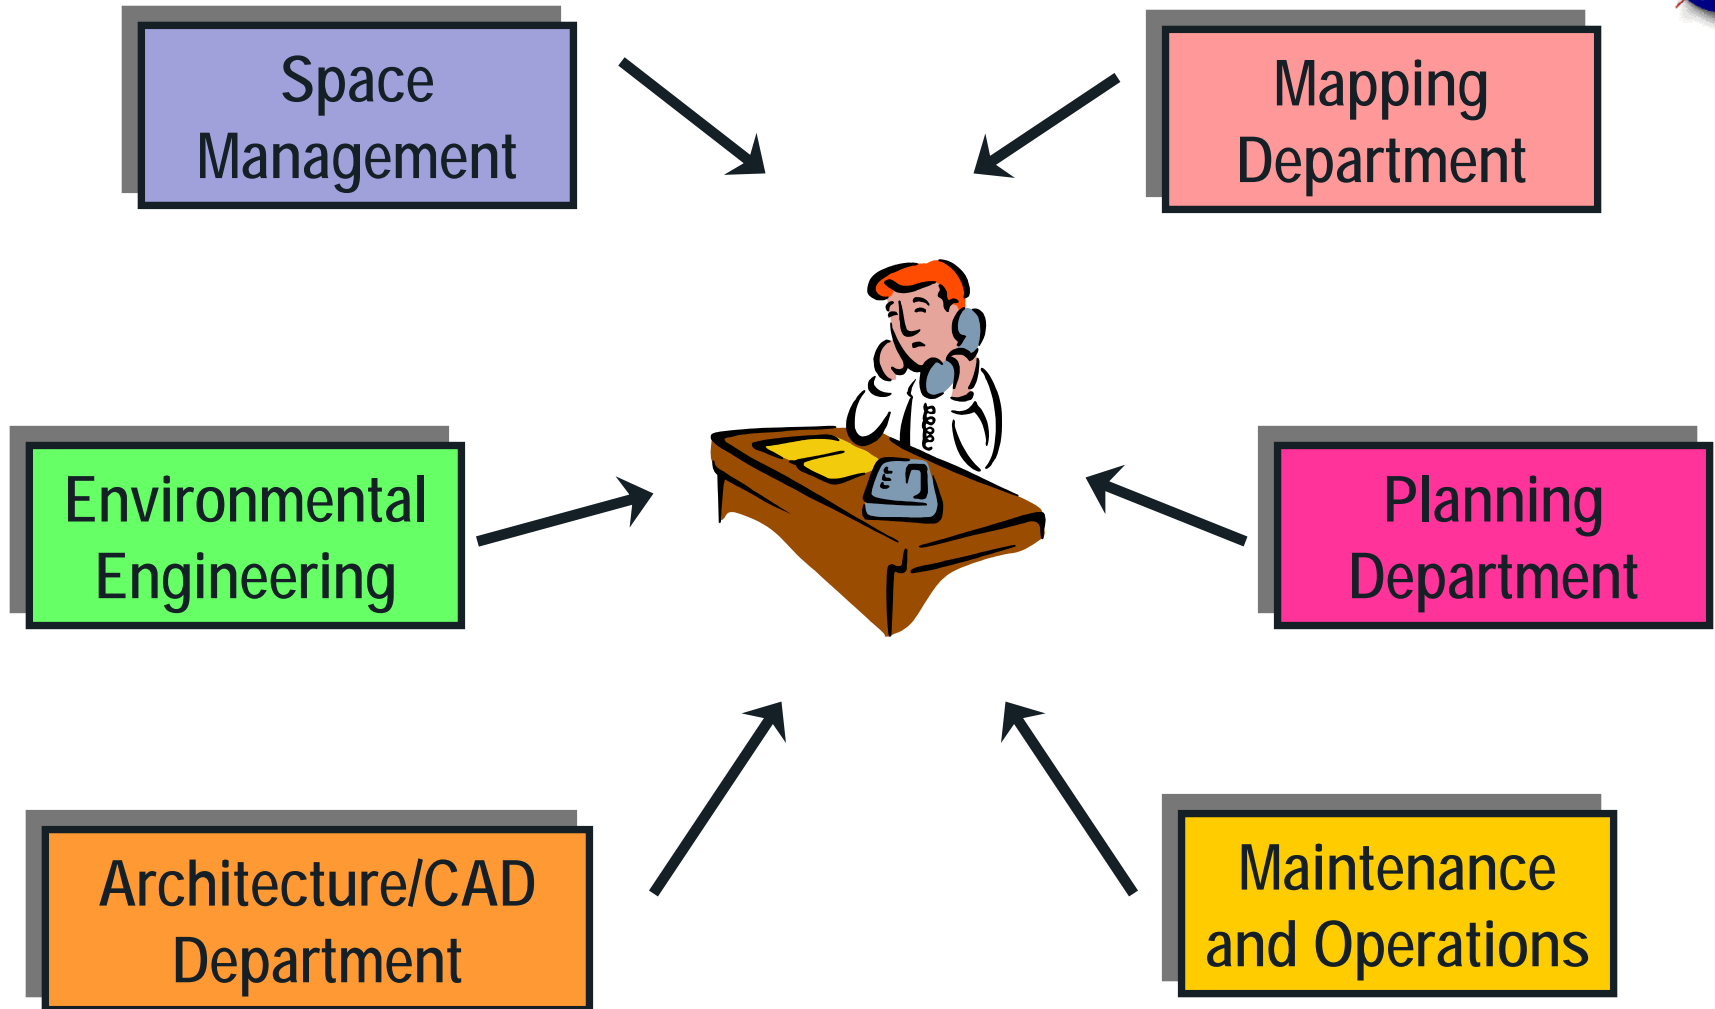 Space
Management
Mapping
Department
Environmental
Engineering
Planning
Department
Architecture/CAD
Department
Maintenance
and Operations